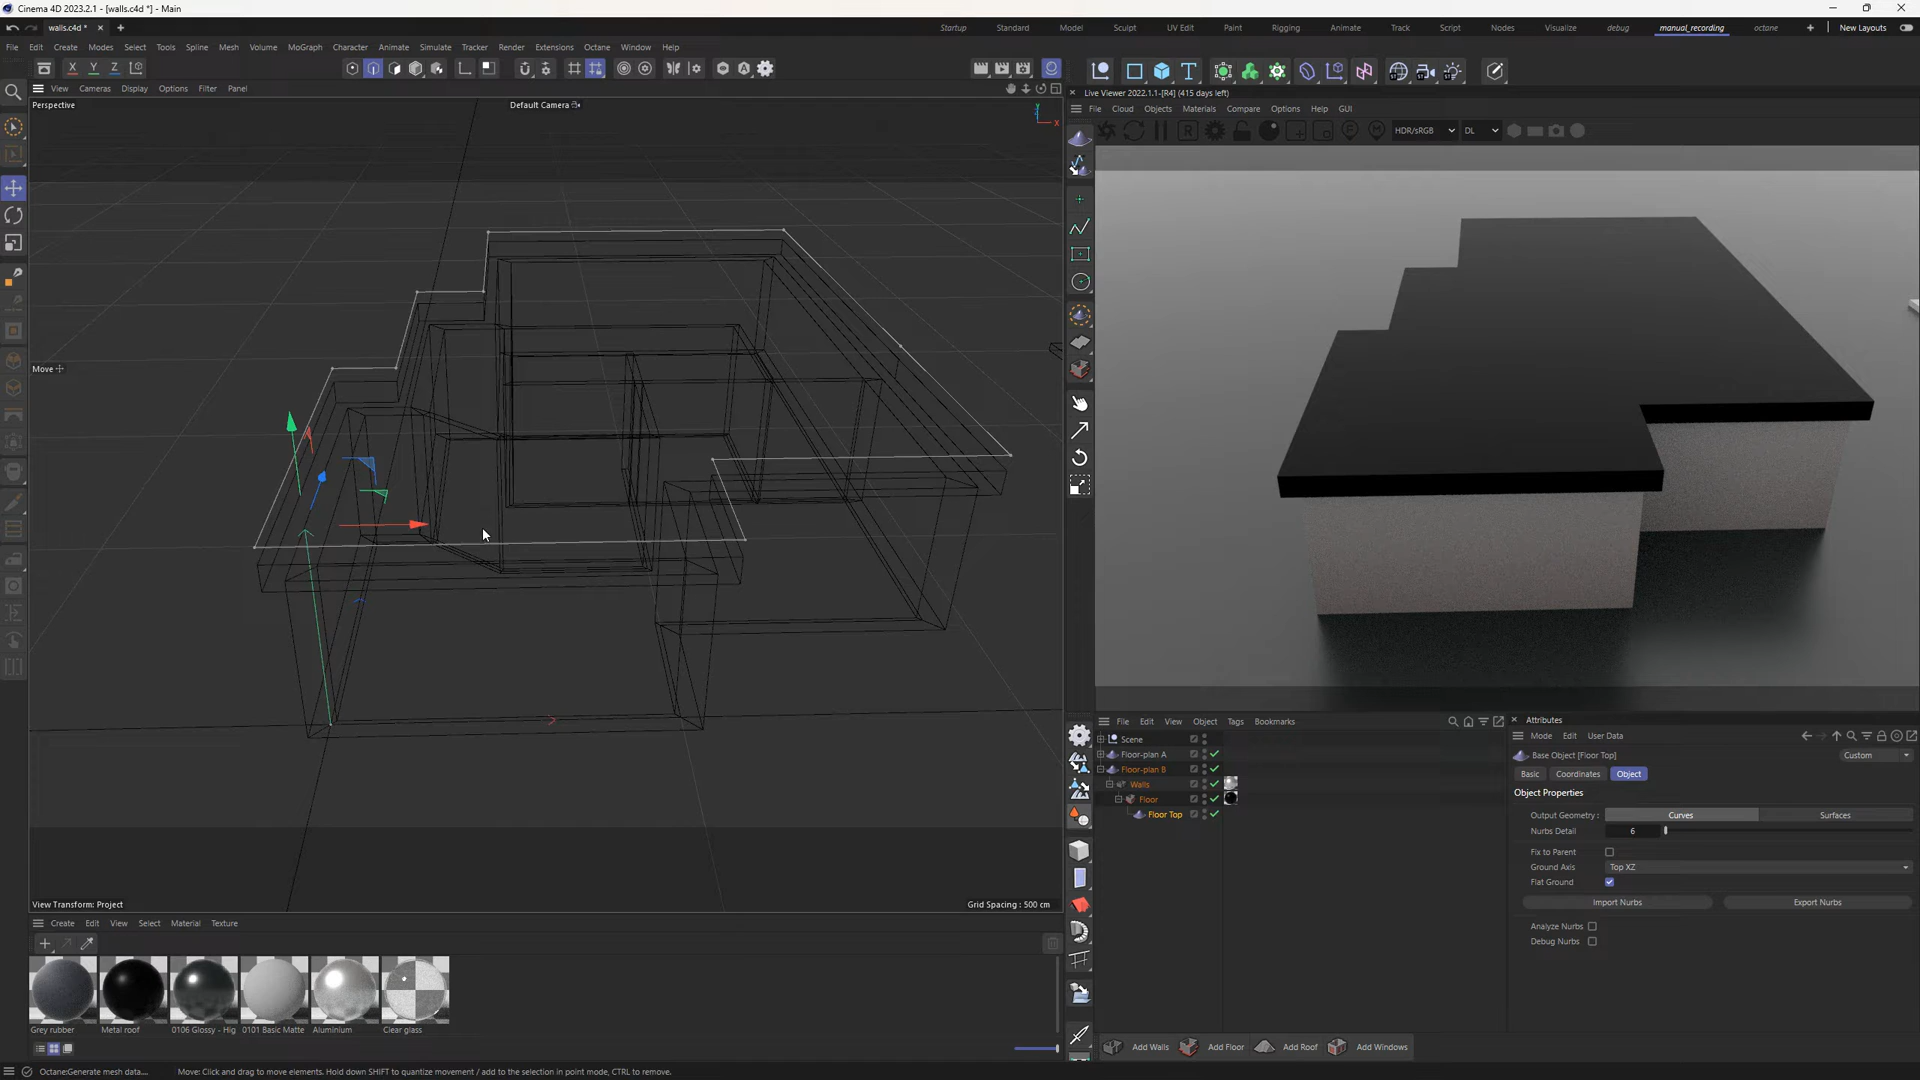 Cinema 4D 2023.2.1 - [walls.c4d *] - Main
walls.c4d *
Startup Standard Model Sculpt UV Edit Paint Rigging Animate Track Script Nodes Visualize debug manual_recording octane New Layouts
File Edit Create Modes Select Tools Spline Mesh Volume MoGraph Character Animate Simulate Tracker Render Extensions Octane Window Help
X Y Z
View Cameras Display Options Filter Panel
Perspective
Default Camera
Y
X
Move
View Transform: Project
Grid Spacing : 500 cm
Live Viewer 2022.1.1-[R4] (415 days left)
File Cloud Objects Materials Compare Options Help GUI
HDR/sRGB DL
File Edit View Object Tags Bookmarks
Scene
Floor-plan A
Floor-plan B
Walls
Floor
Floor Top
Attributes
Mode Edit User Data
Base Object [Floor Top]
Custom
Basic Coordinates Object
Object Properties
Output Geometry : Curves Surfaces
Nurbs Detail 6
Fix to Parent
Ground Axis Top XZ
Flat Ground
Import Nurbs Export Nurbs
Analyze Nurbs
Debug Nurbs
Create Edit View Select Material Texture
Grey rubber
Metal roof
0106 Glossy - Hig
0101 Basic Matte
Aluminium
Clear glass
Add Walls Add Floor Add Roof Add Windows
Octane:Generate mesh data....
Move: Click and drag to move elements. Hold down SHIFT to quantize movement / add to the selection in point mode, CTRL to remove.